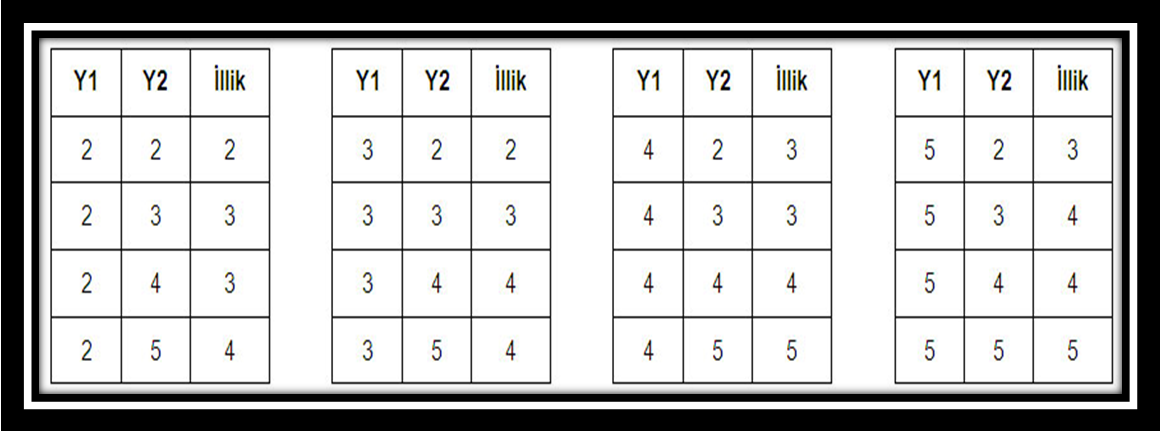 Y1 Y2 İllik Y1 Y2 İllik Y1 Y2 İllik Y1 Y2 İllik
2 2 2 3 2 2 4 2 3 5 2 3
2 3 3 3 3 3 4 3 3 5 3 4
2 4 3 3 4 4 4 4 4 5 4 4
2 5 4 3 5 4 4 5 5 5 5 5